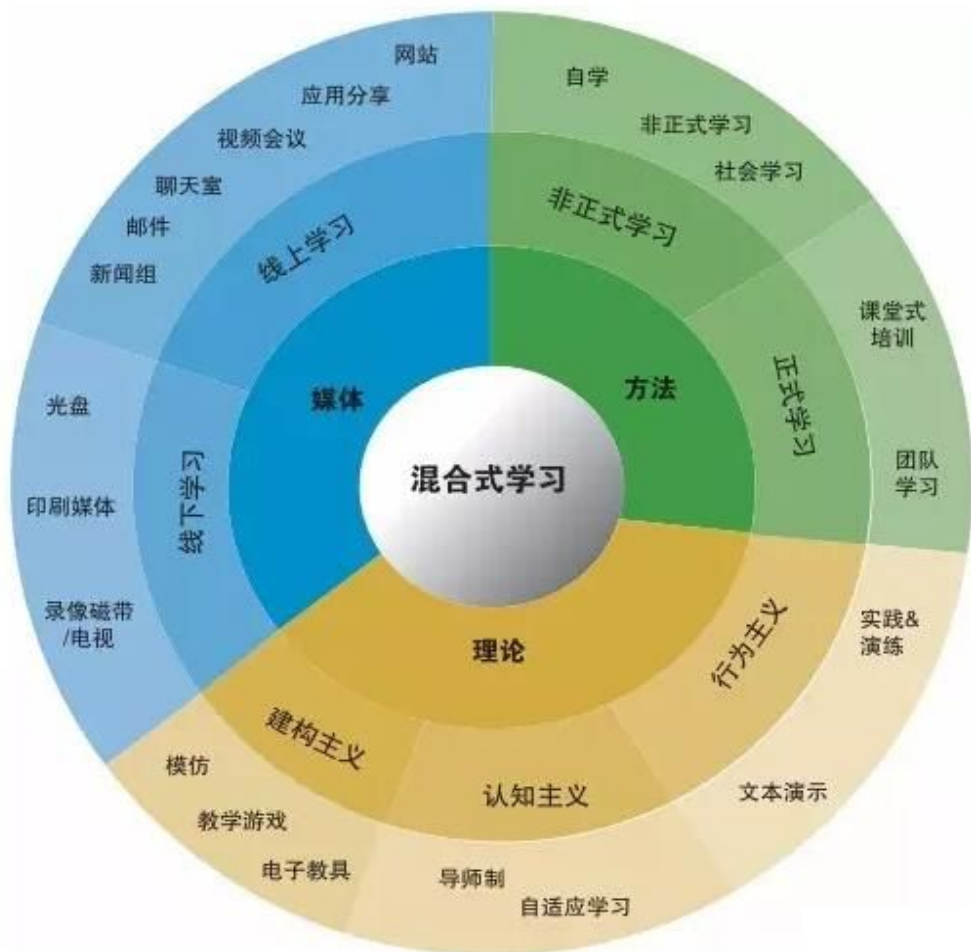 网站
应用分享
视频会议
聊天室
邮件
新闻组
自学
非正式学习
社会学习
线上学习
非正式学习
课堂式
培训
光盘
媒体
方法
正式学习
混合式学习
团队
学习
印刷媒体
线下学习
录像磁带
/电视
理论
行为主义
实践&
演练
建构主义
认知主义
模仿
教学游戏
电子教具
导师制
自适应学习
文本演示